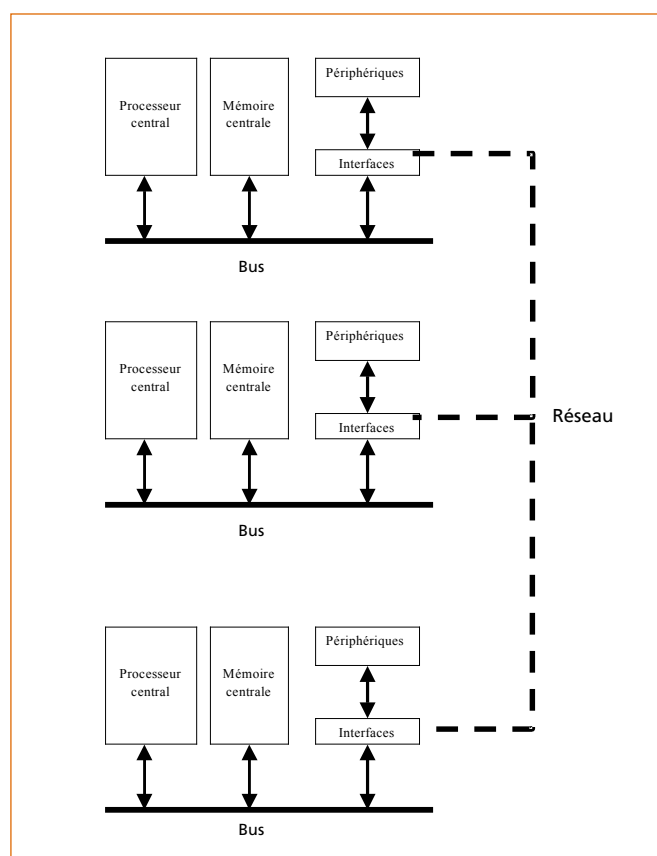 Périphériques
Processeur
central
Mémoire
centrale
Interfaces
Bus
Périphériques
Processeur
central
Mémoire
centrale
Interfaces
Réseau
Bus
Périphériques
Processeur
central
Mémoire
centrale
Interfaces
Bus